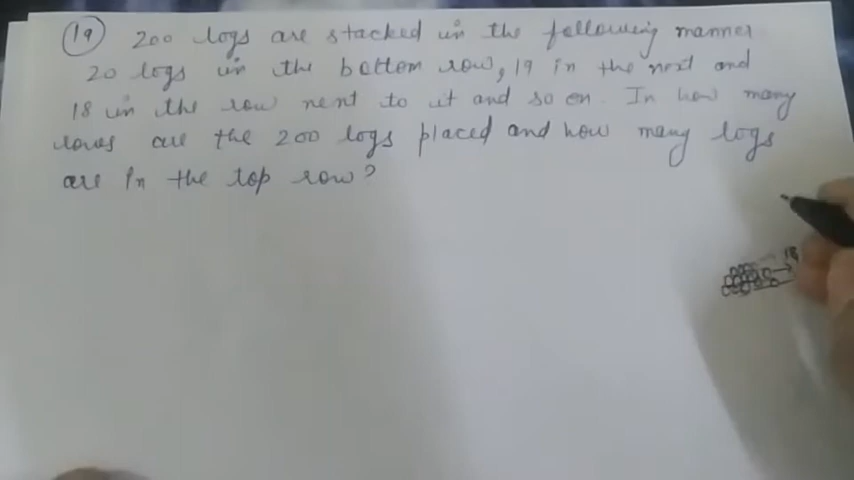 19 200 logs are stacked in the following manner
20 logs in the bottom row, 19 in the next and
18 in the row next to it and so on. In how many
rows are the 200 logs placed and how many logs
are in the top row?
18